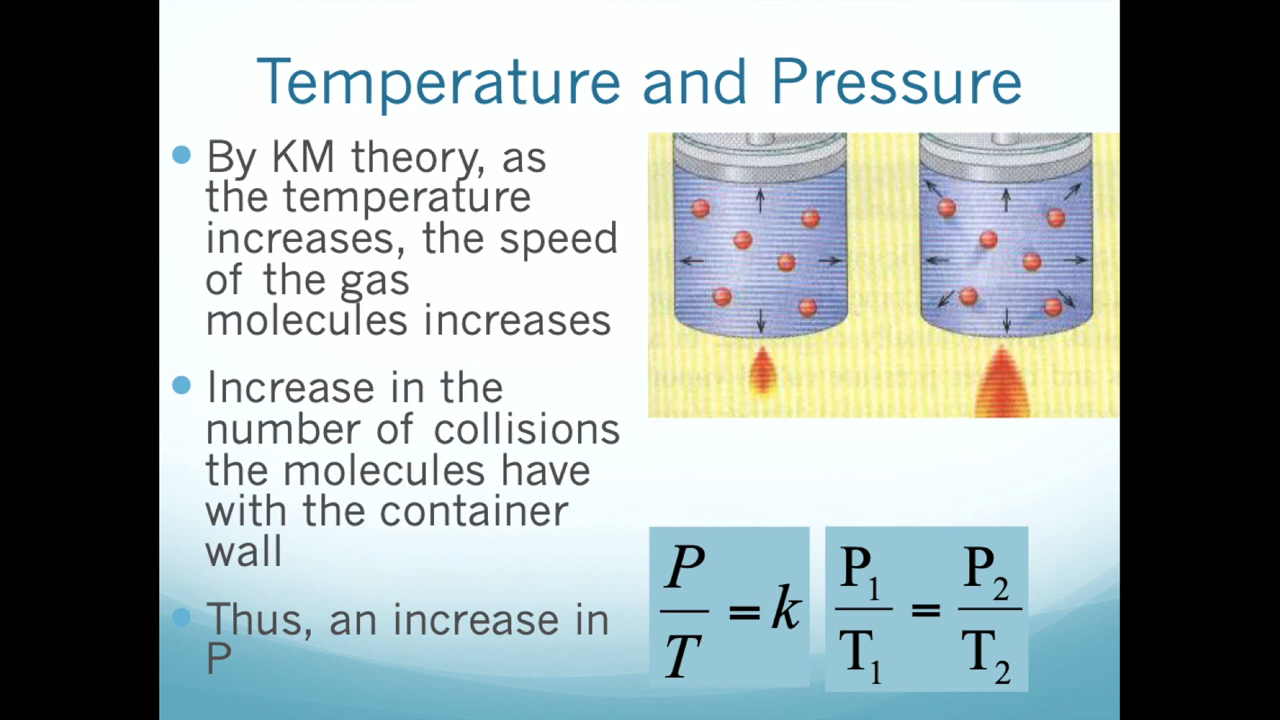 Temperature and Pressure
By KM theory, as
the temperature
increases, the speed
of the gas
molecules increases
Increase in the
number of collisions
the molecules have
with the container
wall
Thus, an increase in
P
P/T = k
P₁/T₁ = P₂/T₂